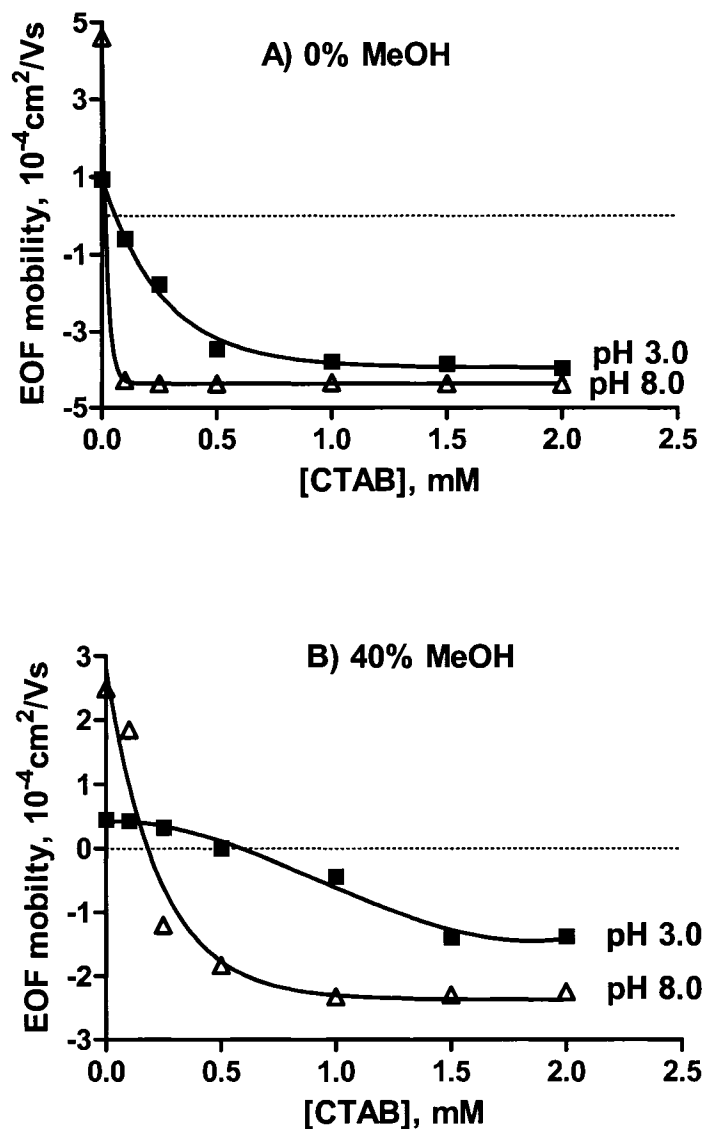 A) 0% MeOH
EOF mobility, 10-4cm2/Vs
5
3
1
-1
-3
-5
pH 3.0
pH 8.0
0.0 0.5 1.0 1.5 2.0 2.5
[CTAB], mM
B) 40% MeOH
EOF mobilty, 10-4cm2/Vs
3
2
1
0
-1
-2
-3
pH 3.0
pH 8.0
0.0 0.5 1.0 1.5 2.0 2.5
[CTAB], mM